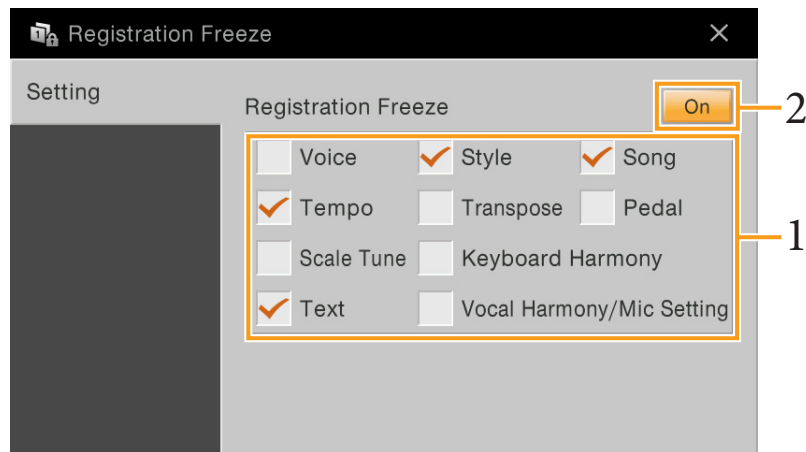 Registration Freeze
Setting
Registration Freeze On 2
Voice Style Song
Tempo Transpose Pedal
1
Scale Tune Keyboard Harmony
Text Vocal Harmony/Mic Setting